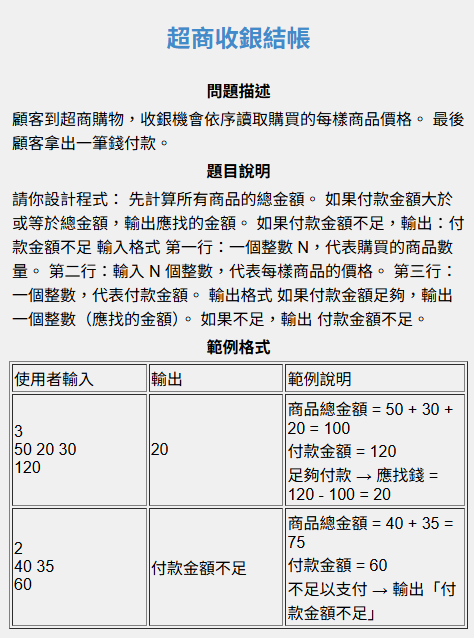 超商收銀結帳
問題描述
顧客到超商購物，收銀機會依序讀取購買的每樣商品價格。 最後
顧客拿出一筆錢付款。
題目說明
請你設計程式： 先計算所有商品的總金額。 如果付款金額大於
或等於總金額，輸出應找的金額。 如果付款金額不足，輸出：付
款金額不足 輸入格式 第一行：一個整數 N，代表購買的商品數
量。 第二行：輸入 N 個整數，代表每樣商品的價格。 第三行：
一個整數，代表付款金額。 輸出格式 如果付款金額足夠，輸出
一個整數（應找的金額）。 如果不足，輸出 付款金額不足。
範例格式
使用者輸入
輸出
範例說明
3
50 20 30
120
20
商品總金額 = 50 + 30 +
20 = 100
付款金額 = 120
足夠付款 → 應找錢 =
120 - 100 = 20
2
40 35
60
付款金額不足
商品總金額 = 40 + 35 =
75
付款金額 = 60
不足以支付 → 輸出「付
款金額不足」